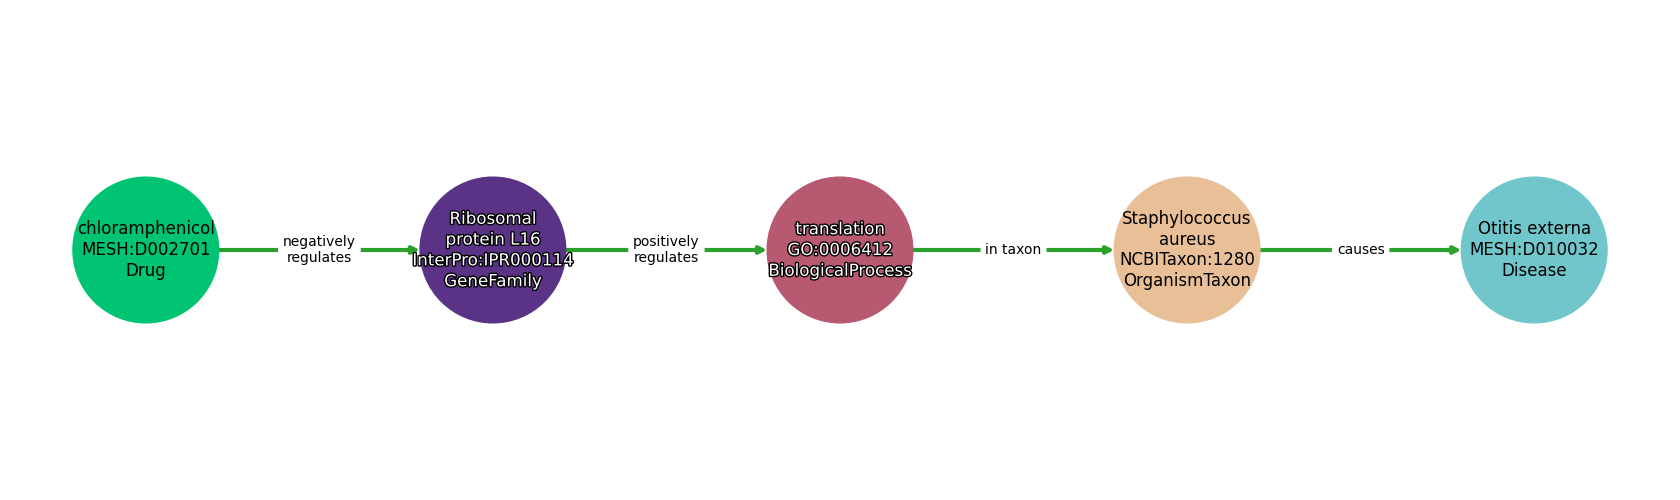 chloramphenicol
MESH:D002701
Drug
negatively
regulates
Ribosomal
protein L16
InterPro:IPR000114
GeneFamily
positively
regulates
translation
GO:0006412
BiologicalProcess
in taxon
Staphylococcus
aureus
NCBITaxon:1280
OrganismTaxon
causes
Otitis externa
MESH:D010032
Disease